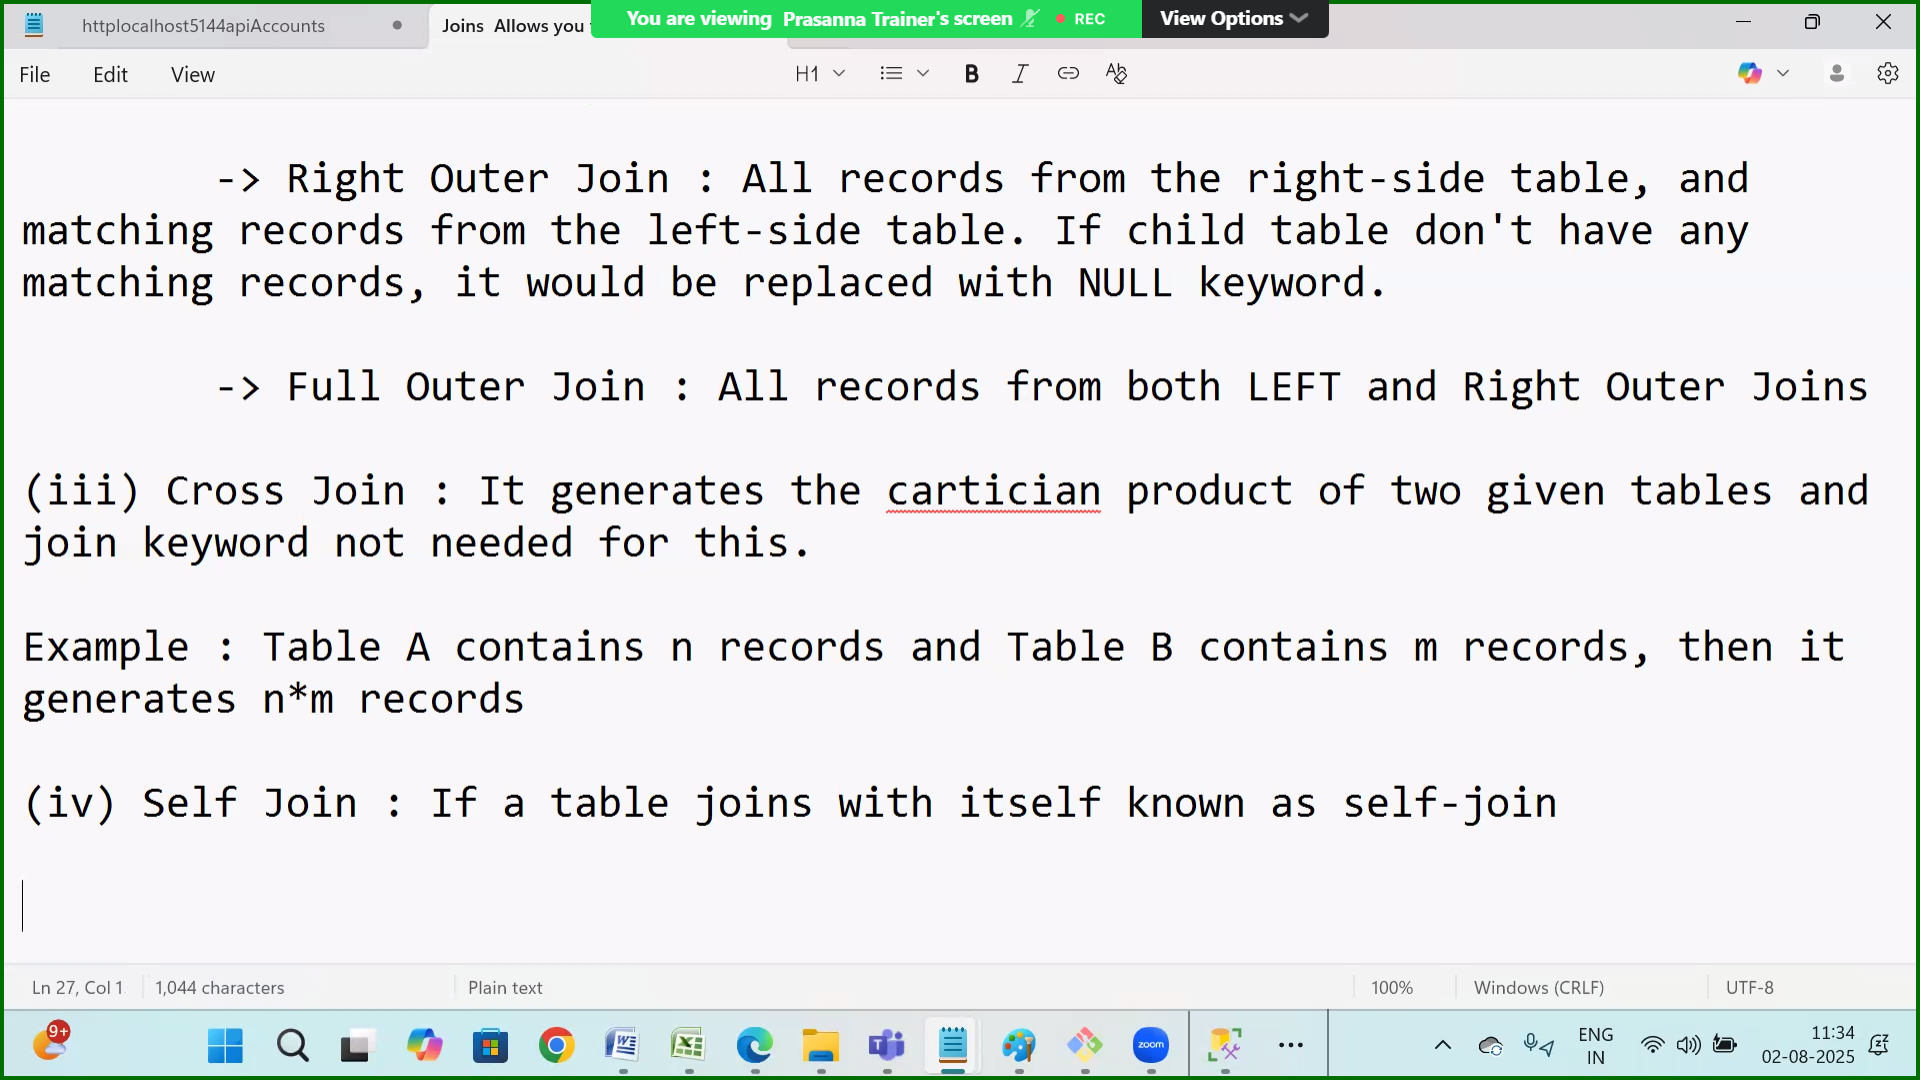 httplocalhost5144apiAccounts
Joins Allows you
You are viewing Prasanna Trainer's screen
REC
View Options
File Edit View
H1
-> Right Outer Join : All records from the right-side table, and
matching records from the left-side table. If child table don't have any
matching records, it would be replaced with NULL keyword.
-> Full Outer Join : All records from both LEFT and Right Outer Joins
(iii) Cross Join : It generates the cartician product of two given tables and
join keyword not needed for this.
Example : Table A contains n records and Table B contains m records, then it
generates n*m records
(iv) Self Join : If a table joins with itself known as self-join
Ln 27, Col 1 1,044 characters Plain text 100% Windows (CRLF) UTF-8
9+
zoom
ENG
IN
11:34
02-08-2025